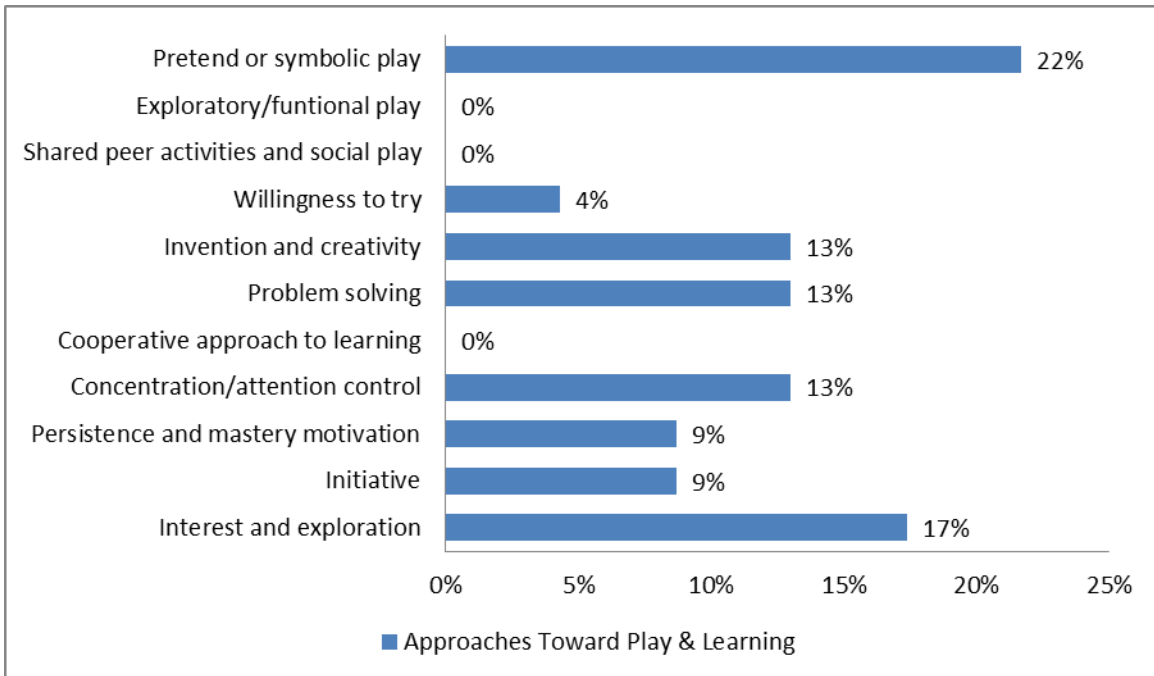 Pretend or symbolic play 22%
Exploratory/funtional play 0%
Shared peer activities and social play 0%
Willingness to try 4%
Invention and creativity 13%
Problem solving 13%
Cooperative approach to learning 0%
Concentration/attention control 13%
Persistence and mastery motivation 9%
Initiative 9%
Interest and exploration 17%
0% 5% 10% 15% 20% 25%
Approaches Toward Play & Learning